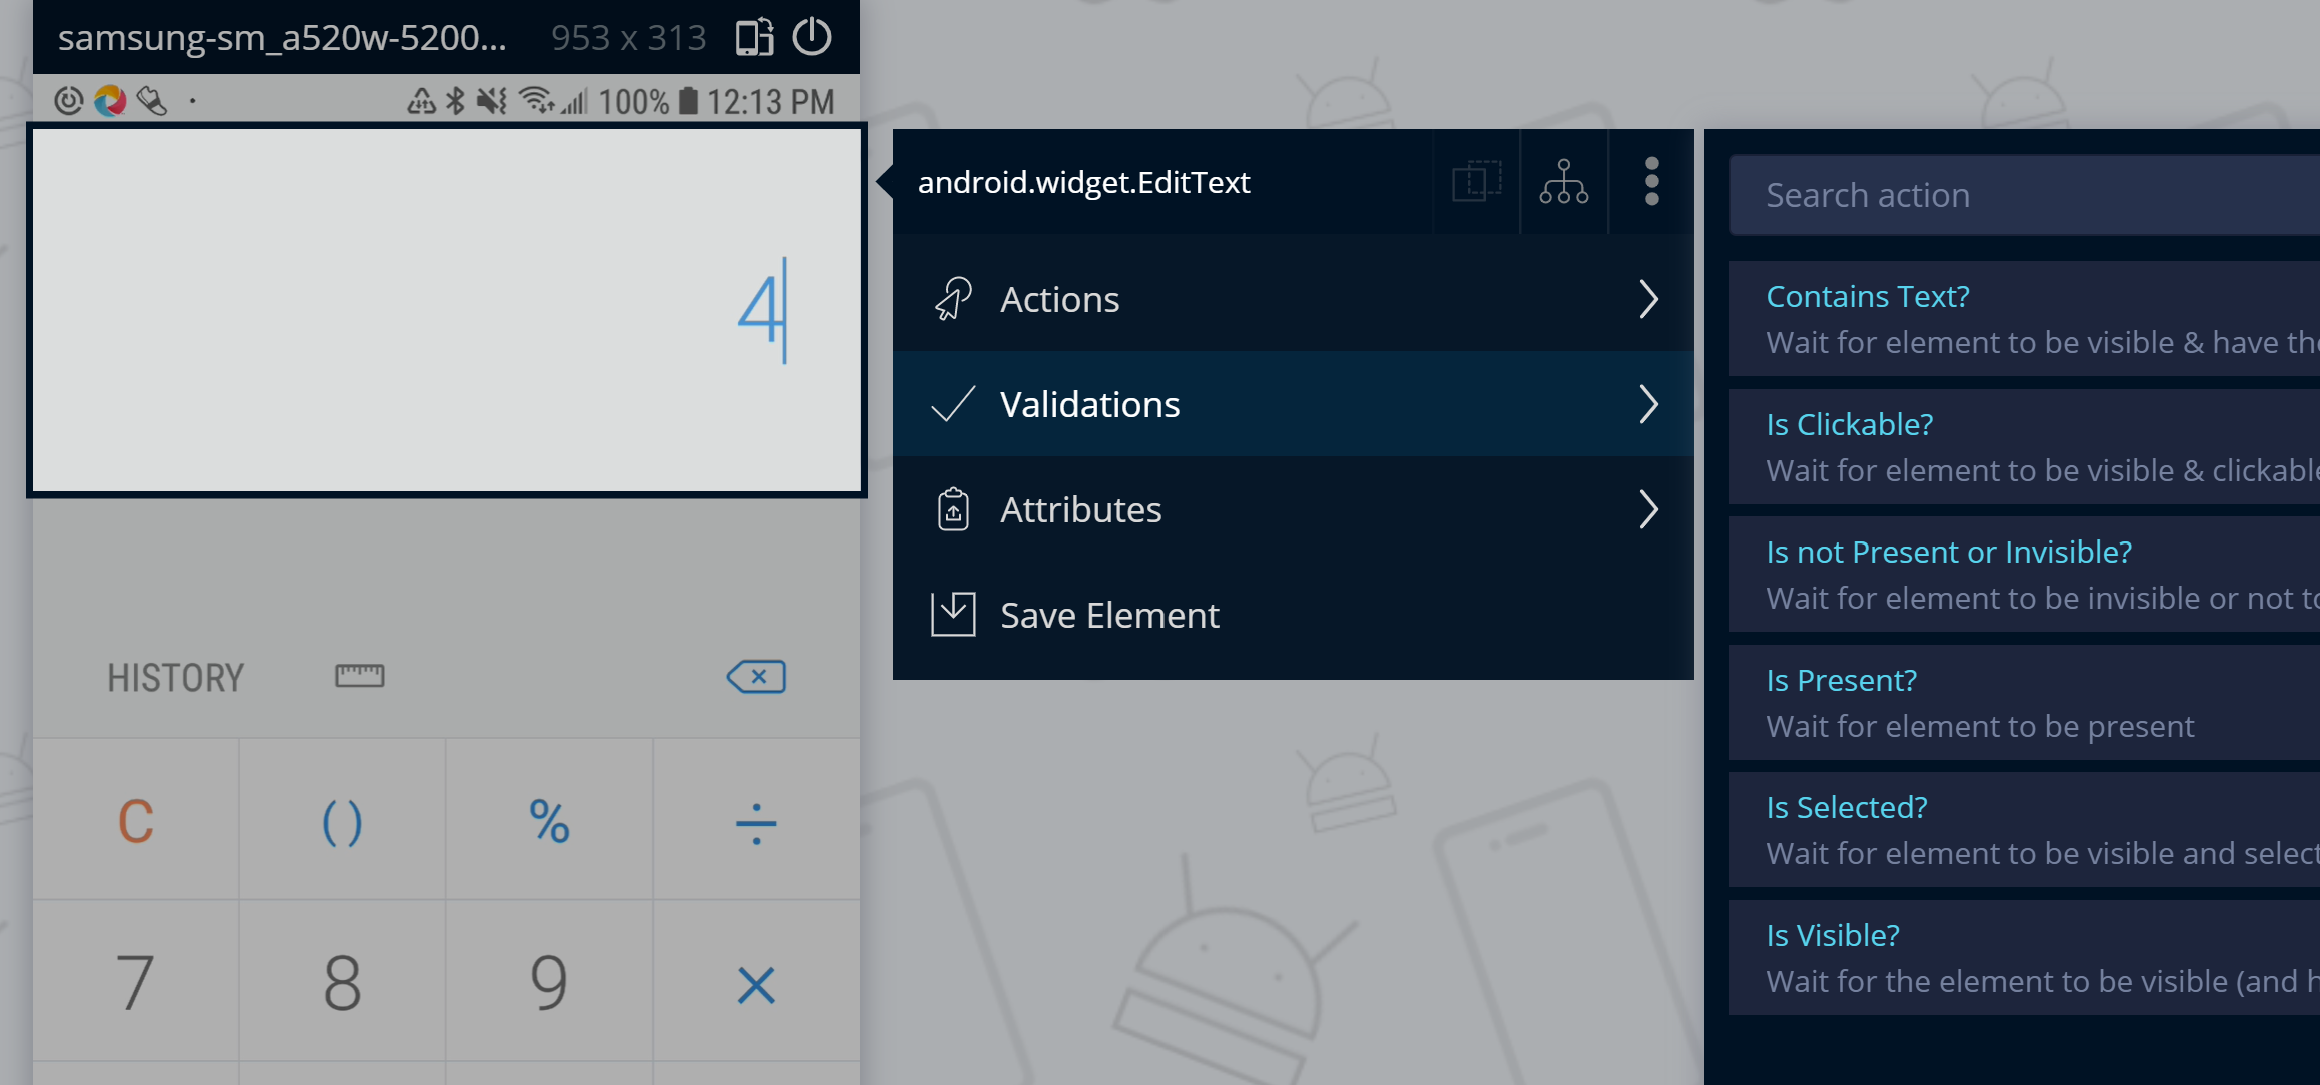 samsung-sm_a520w-5200... 953 x 313
100% 12:13 PM
4
HISTORY
C ( ) % ÷
7 8 9 ×
android.widget.EditText
Actions
Validations
Attributes
Save Element
Search action
Contains Text?
Wait for element to be visible & have the
Is Clickable?
Wait for element to be visible & clickable
Is not Present or Invisible?
Wait for element to be invisible or not to
Is Present?
Wait for element to be present
Is Selected?
Wait for element to be visible and select
Is Visible?
Wait for the element to be visible (and h